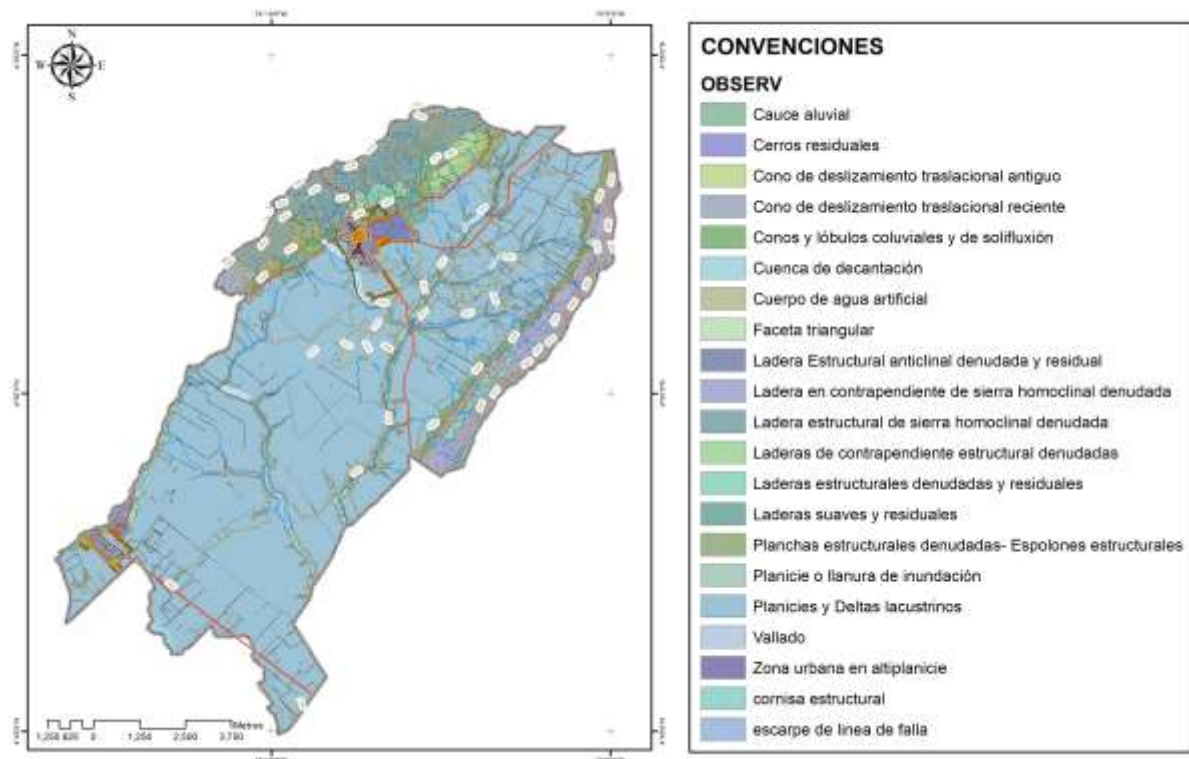 N
W E
S
Metros
1,250 625 0 1,250 2,500 3,750
CONVENCIONES
OBSERV
Cauce aluvial
Cerros residuales
Cono de deslizamiento traslacional antiguo
Cono de deslizamiento traslacional reciente
Conos y lóbulos coluviales y de solifluxión
Cuenca de decantación
Cuerpo de agua artificial
Faceta triangular
Ladera Estructural anticlinal denudada y residual
Ladera en contrapendiente de sierra homoclinal denudada
Ladera estructural de sierra homoclinal denudada
Laderas de contrapendiente estructural denudadas
Laderas estructurales denudadas y residuales
Laderas suaves y residuales
Planchas estructurales denudadas- Espolones estructurales
Planicie o llanura de inundación
Planicies y Deltas lacustrinos
Vallado
Zona urbana en altiplanicie
cornisa estructural
escarpe de linea de falla